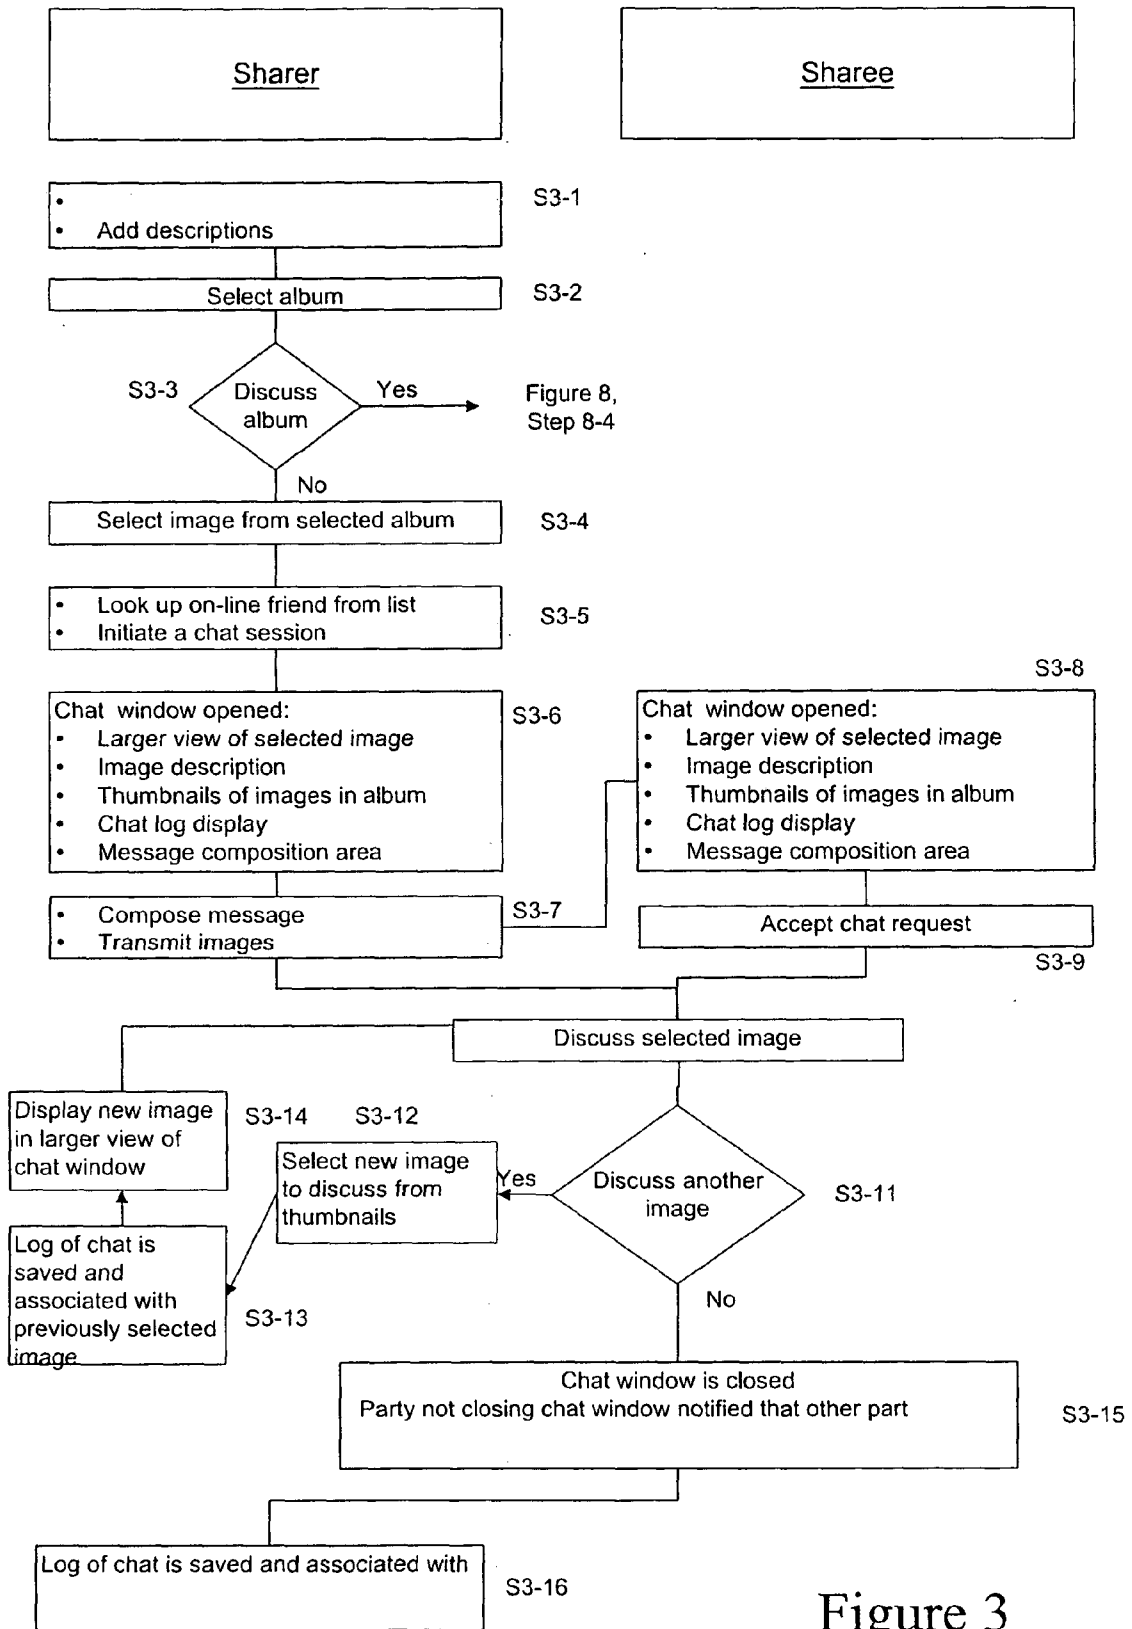 Sharer
Sharee
•
S3-1
• Add descriptions
Select album
S3-2
S3-3
Discuss
album
Yes
Figure 8,
Step 8-4
No
Select image from selected album
S3-4
• Look up on-line friend from list
• Initiate a chat session
S3-5
S3-8
Chat window opened:
• Larger view of selected image
• Image description
• Thumbnails of images in album
• Chat log display
• Message composition area
S3-6
Chat window opened:
• Larger view of selected image
• Image description
• Thumbnails of images in album
• Chat log display
• Message composition area
• Compose message
• Transmit images
S3-7
Accept chat request
S3-9
Discuss selected image
Display new image
in larger view of
chat window
S3-14
S3-12
Select new image
to discuss from
thumbnails
Yes
Discuss another
image
S3-11
Log of chat is
saved and
associated with
previously selected
image
S3-13
No
Chat window is closed
Party not closing chat window notified that other part
S3-15
Log of chat is saved and associated with
S3-16
Figure 3